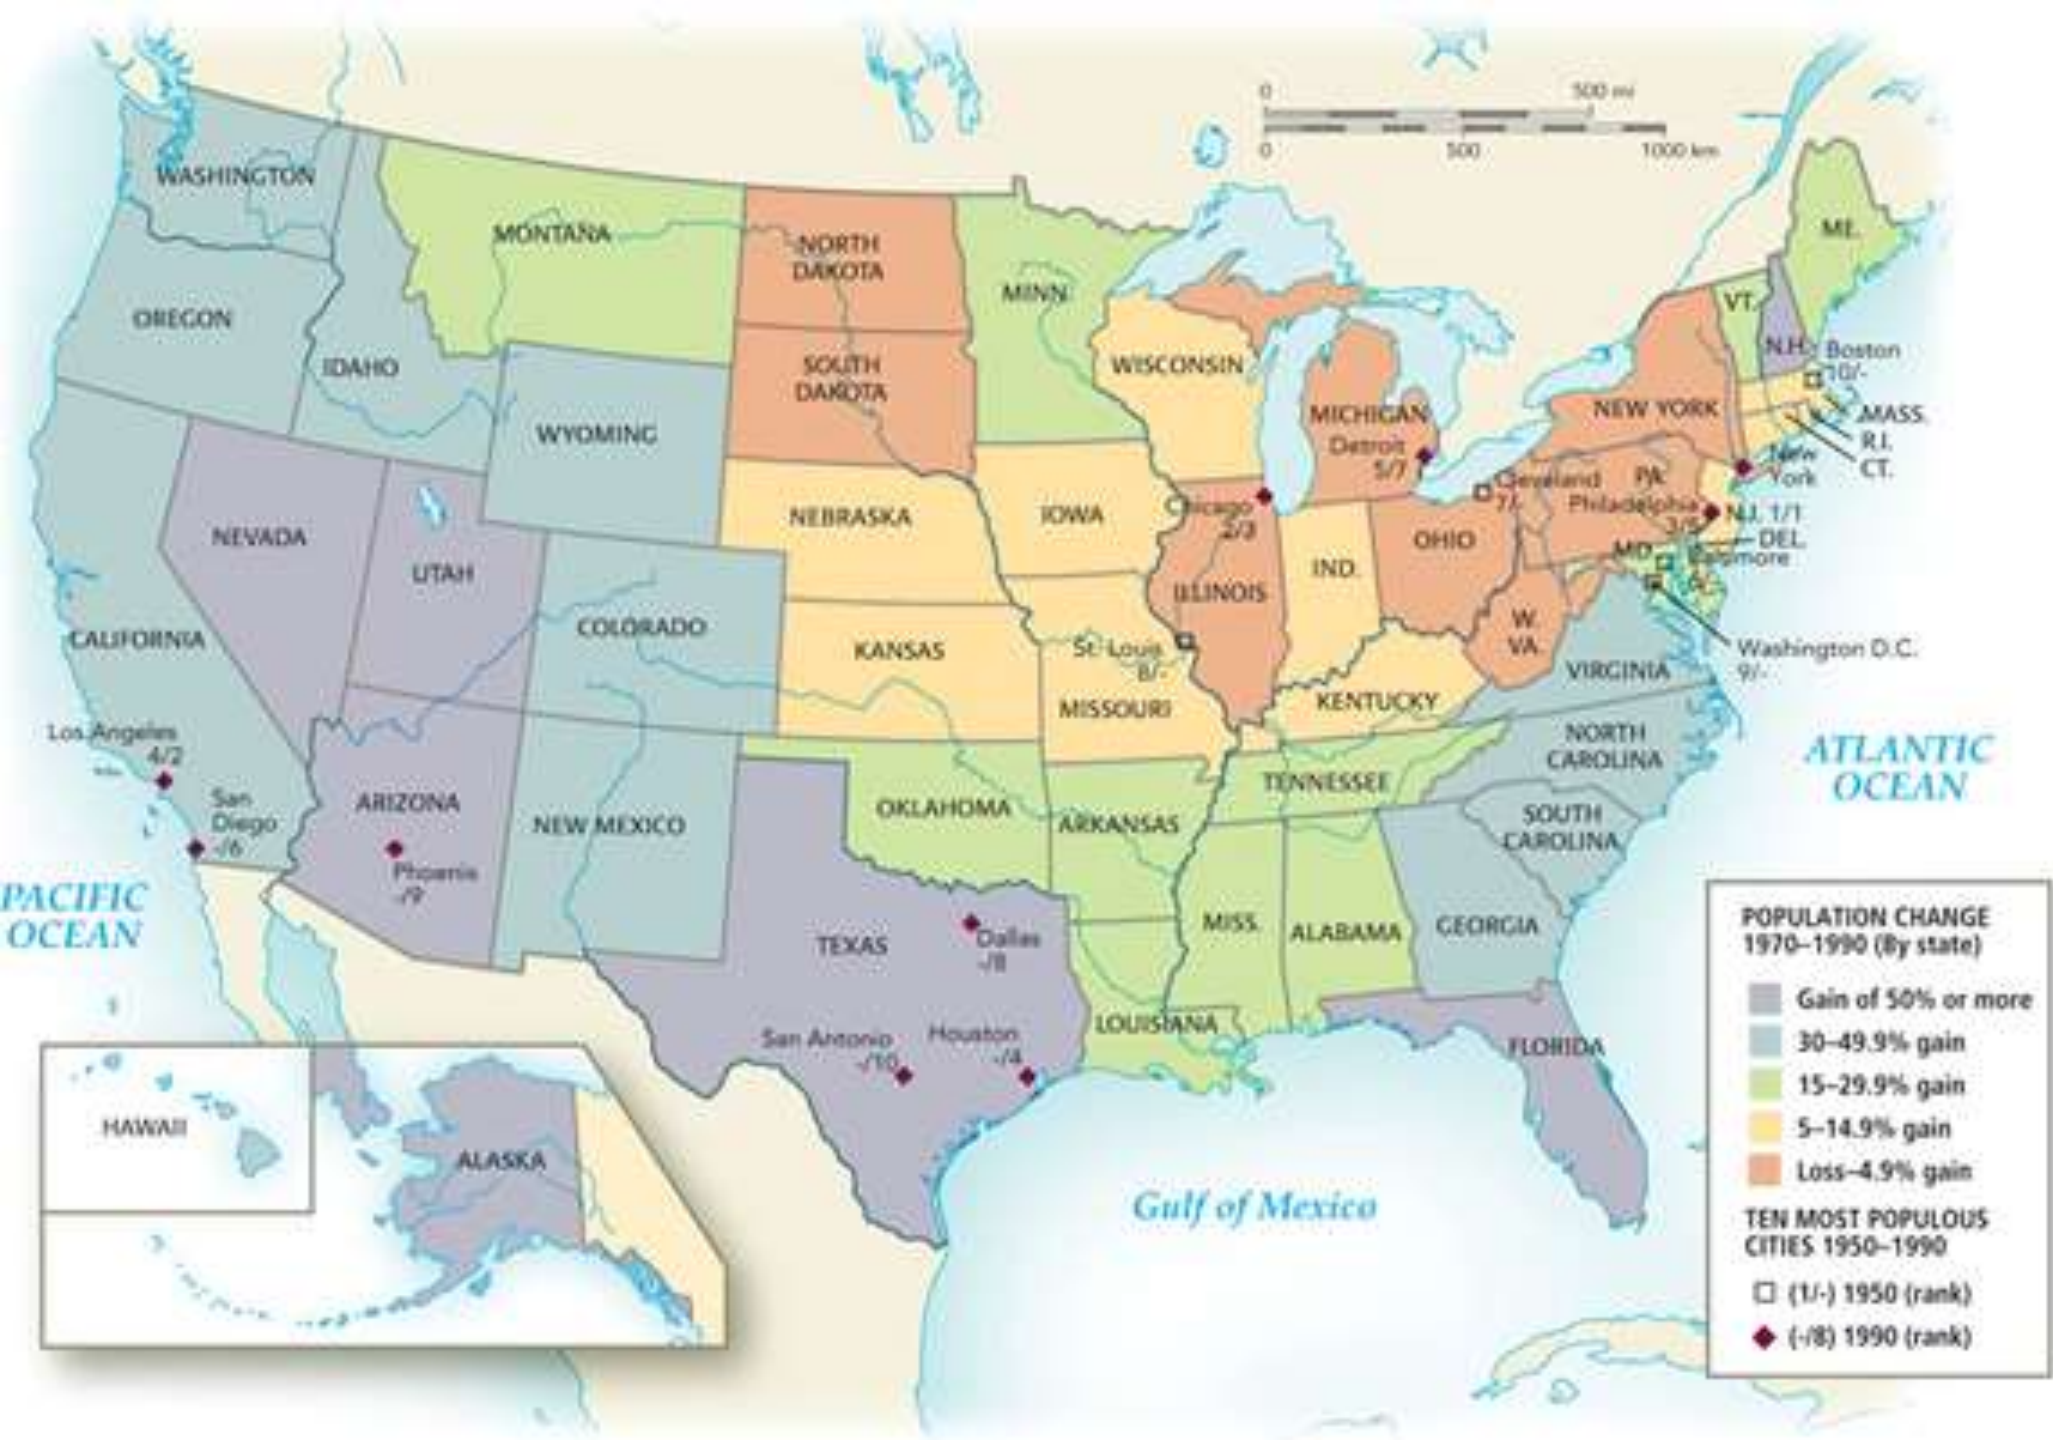 0
500 mi
0
500
1000 km
WASHINGTON
MONTANA
NORTH
DAKOTA
MINN.
ME.
VT.
N.H.
OREGON
IDAHO
SOUTH
DAKOTA
WISCONSIN
Boston
10/-
WYOMING
MICHIGAN
Detroit
5/7
NEW YORK
MASS.
R.I.
CT.
New
York
NEVADA
UTAH
NEBRASKA
IOWA
Chicago
2/3
Cleveland
7/-
PA.
Philadelphia
3/5
N.J. 1/1
DEL.
Baltimore
MD.
IND.
OHIO
ILLINOIS
CALIFORNIA
COLORADO
KANSAS
St. Louis
8/-
MISSOURI
W.
VA.
VIRGINIA
Washington D.C.
9/-
KENTUCKY
Los Angeles
4/2
San
Diego
-/6
ARIZONA
Phoenis
-/9
NEW MEXICO
OKLAHOMA
ARKANSAS
TENNESSEE
NORTH
CAROLINA
SOUTH
CAROLINA
ATLANTIC
OCEAN
PACIFIC
OCEAN
TEXAS
Dallas
-/8
San Antonio
-/10
Houston
-/4
LOUISIANA
MISS.
ALABAMA
GEORGIA
FLORIDA
HAWAII
ALASKA
Gulf of Mexico
POPULATION CHANGE
1970–1990 (By state)
Gain of 50% or more
30–49.9% gain
15–29.9% gain
5–14.9% gain
Loss–4.9% gain
TEN MOST POPULOUS
CITIES 1950–1990
(1/-) 1950 (rank)
(-/8) 1990 (rank)